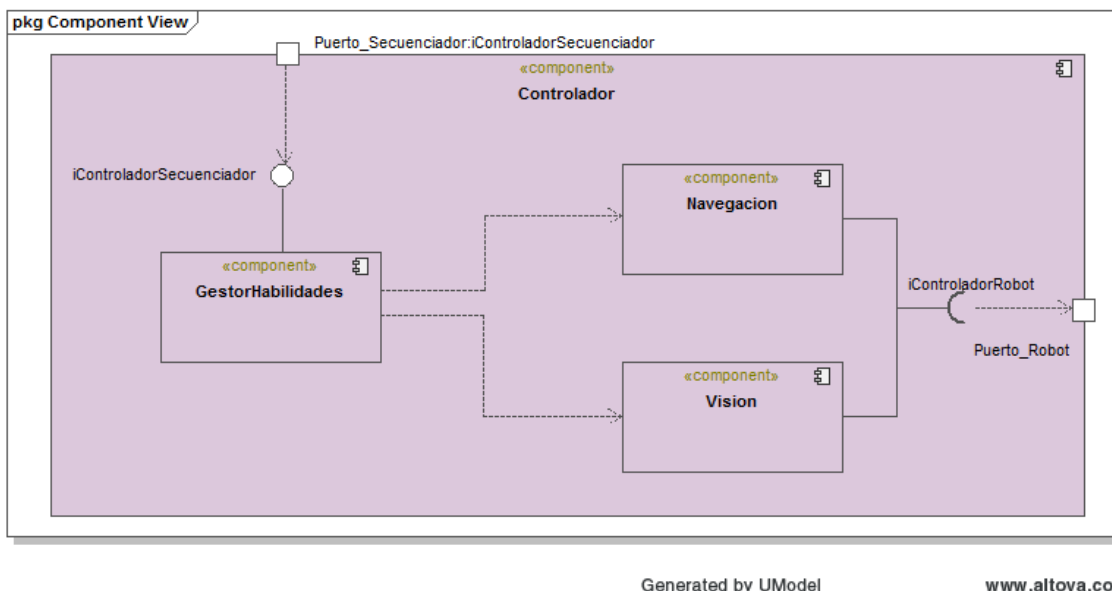 pkg Component View
Puerto_Secuenciador:iControladorSecuenciador
«component»
Controlador
iControladorSecuenciador
«component»
Navegacion
«component»
GestorHabilidades
iControladorRobot
Puerto_Robot
«component»
Vision
Generated by UModel
www.altova.co